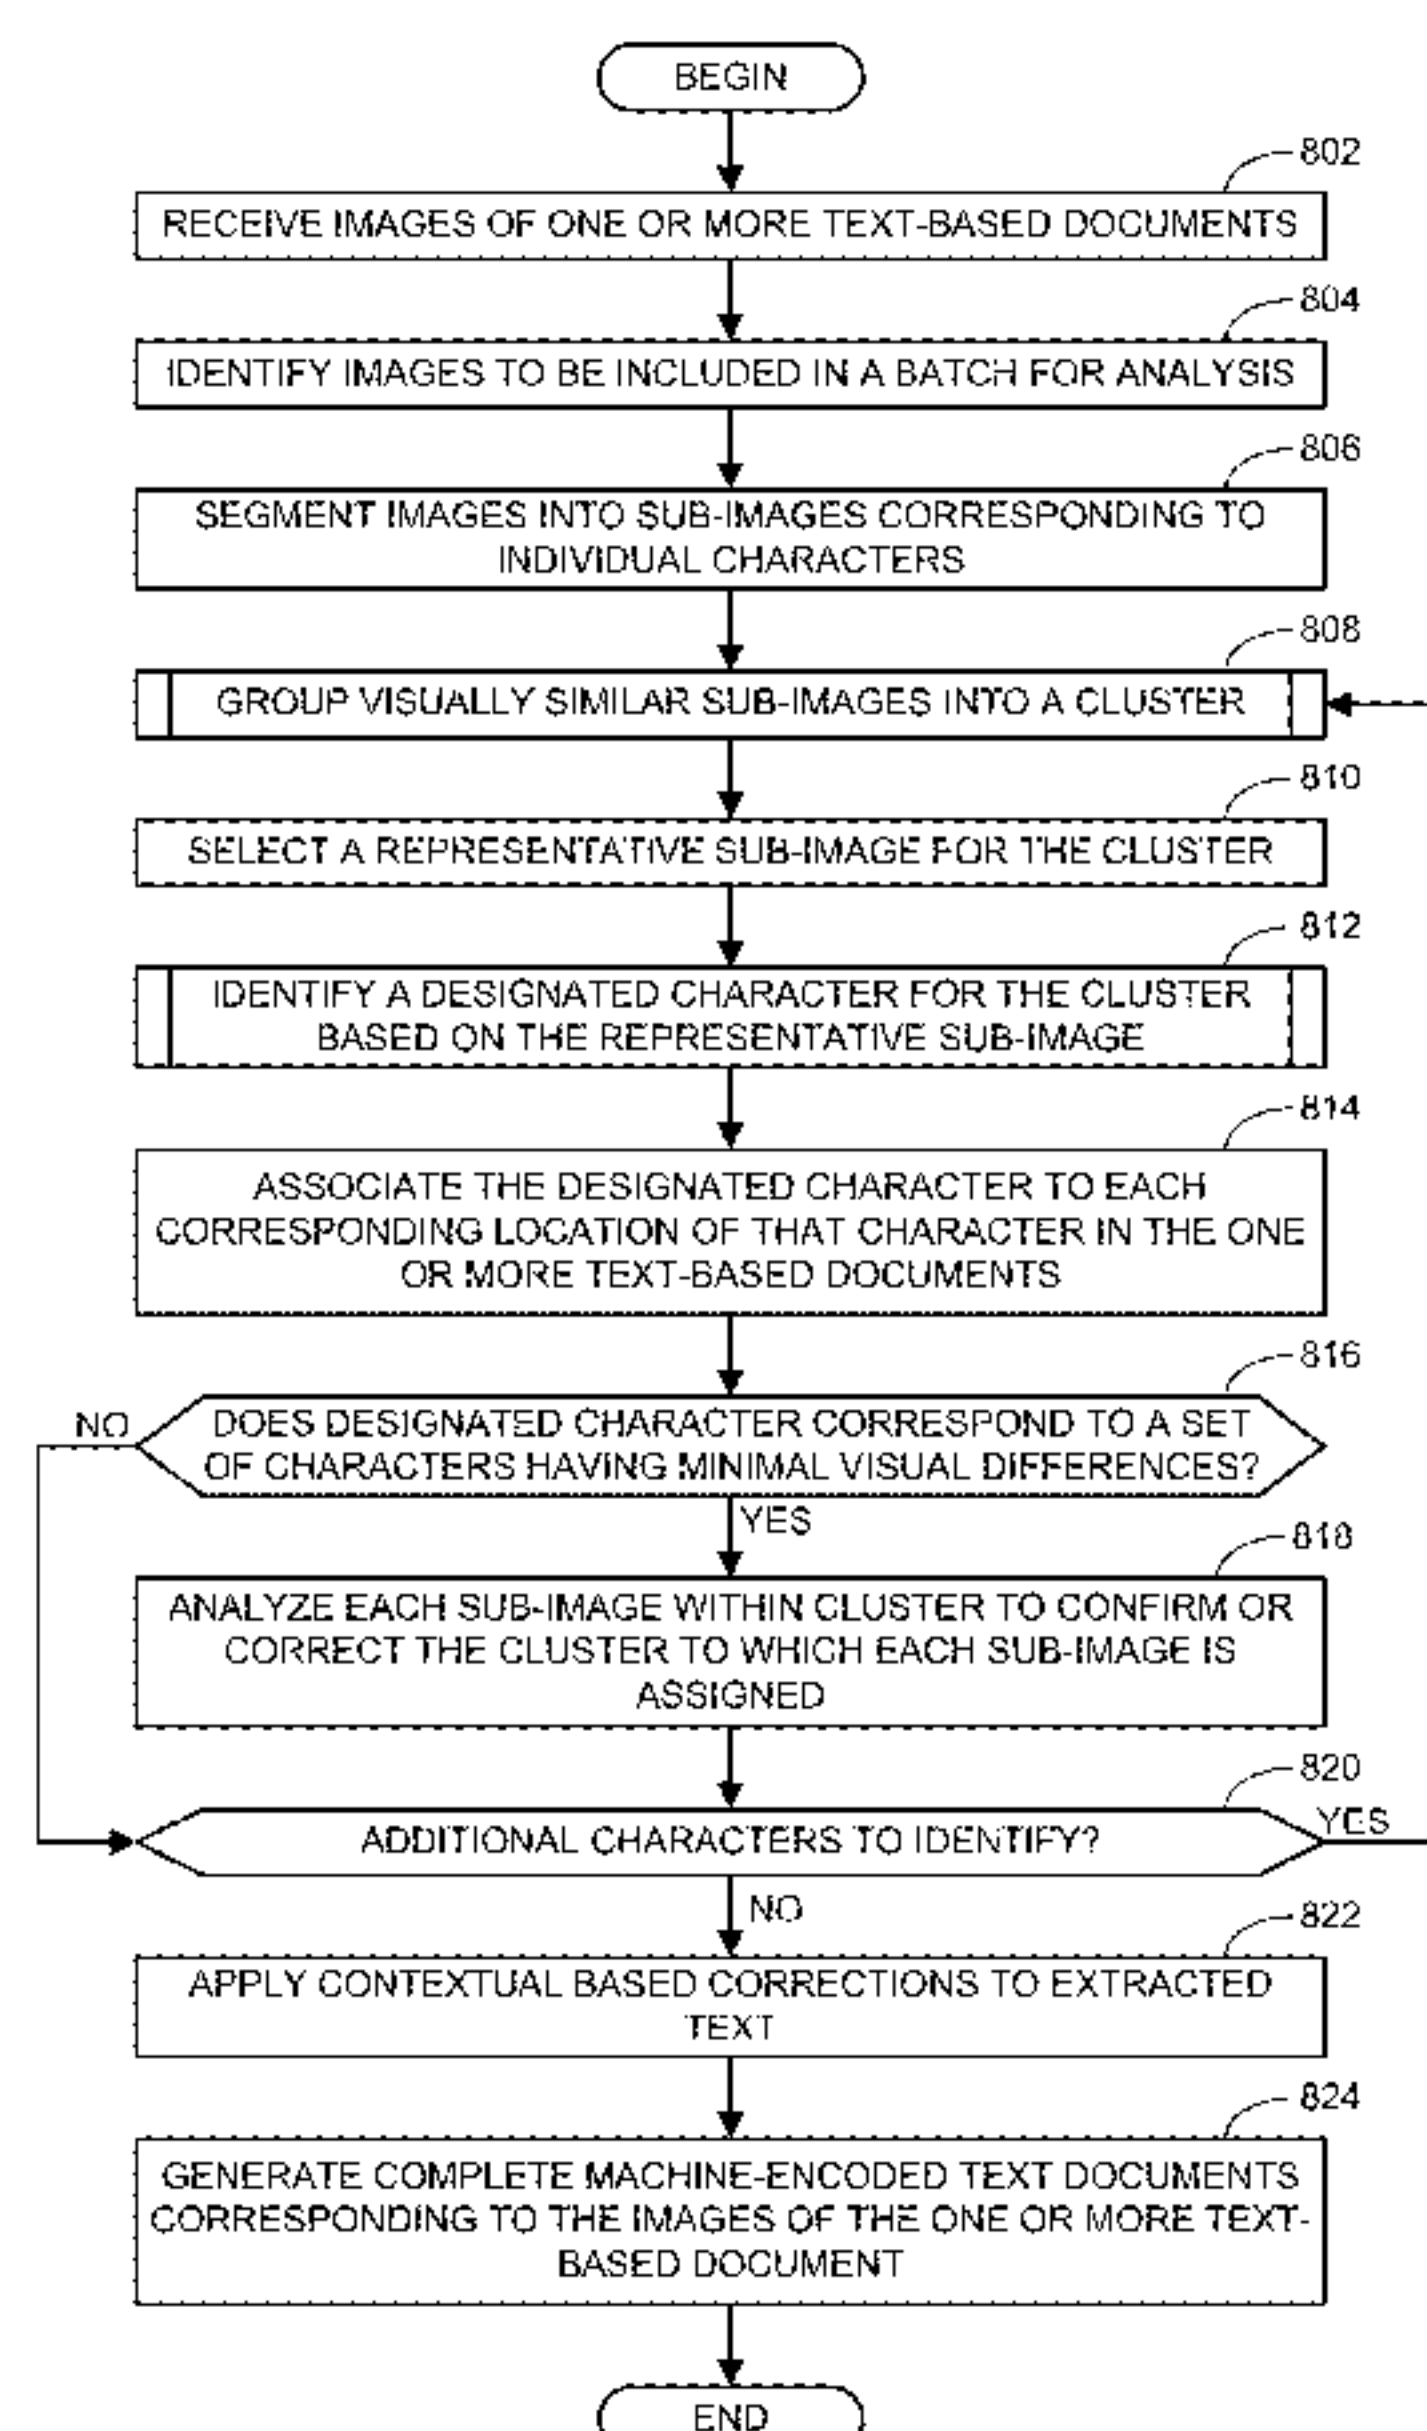 BEGIN
802
RECEIVE IMAGES OF ONE OR MORE TEXT-BASED DOCUMENTS
804
IDENTIFY IMAGES TO BE INCLUDED IN A BATCH FOR ANALYSIS
806
SEGMENT IMAGES INTO SUB-IMAGES CORRESPONDING TO
INDIVIDUAL CHARACTERS
808
GROUP VISUALLY SIMILAR SUB-IMAGES INTO A CLUSTER
810
SELECT A REPRESENTATIVE SUB-IMAGE FOR THE CLUSTER
812
IDENTIFY A DESIGNATED CHARACTER FOR THE CLUSTER
BASED ON THE REPRESENTATIVE SUB-IMAGE
814
ASSOCIATE THE DESIGNATED CHARACTER TO EACH
CORRESPONDING LOCATION OF THAT CHARACTER IN THE ONE
OR MORE TEXT-BASED DOCUMENTS
816
NO
DOES DESIGNATED CHARACTER CORRESPOND TO A SET
OF CHARACTERS HAVING MINIMAL VISUAL DIFFERENCES?
YES
818
ANALYZE EACH SUB-IMAGE WITHIN CLUSTER TO CONFIRM OR
CORRECT THE CLUSTER TO WHICH EACH SUB-IMAGE IS
ASSIGNED
820
ADDITIONAL CHARACTERS TO IDENTIFY?
YES
NO
822
APPLY CONTEXTUAL BASED CORRECTIONS TO EXTRACTED
TEXT
824
GENERATE COMPLETE MACHINE-ENCODED TEXT DOCUMENTS
CORRESPONDING TO THE IMAGES OF THE ONE OR MORE TEXT-
BASED DOCUMENT
END